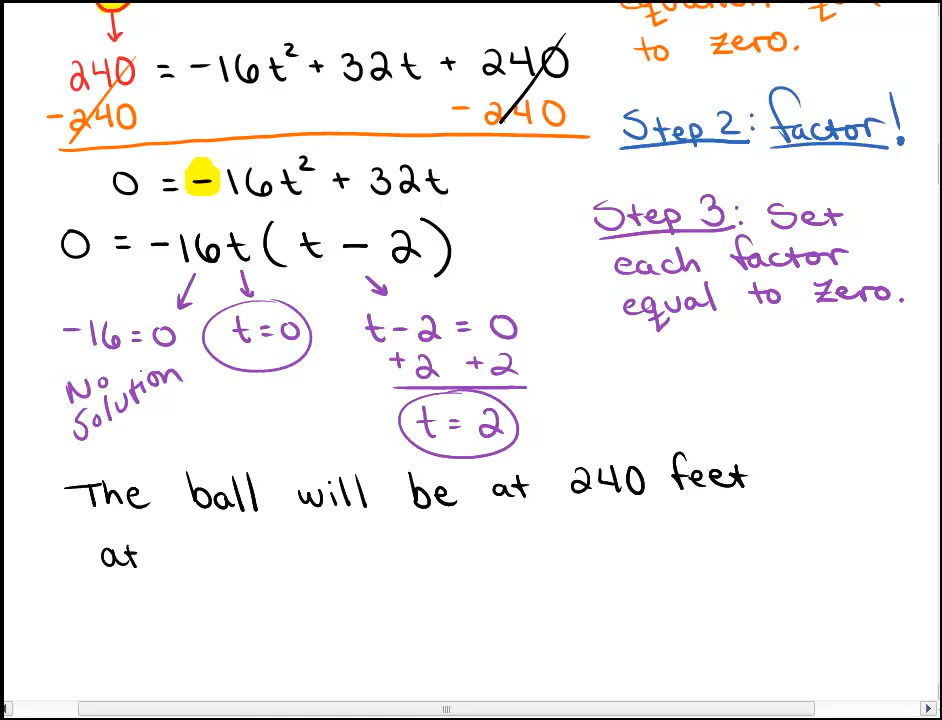 equation
to zero.
240 = -16t² + 32t + 240
-240 -240
0 = -16t² + 32t
0 = -16t(t - 2)
-16=0 t=0 t-2=0
No
Solution
+2 +2
t = 2
The ball will be at 240 feet
at
Step 2: factor!
Step 3: Set
each factor
equal to zero.